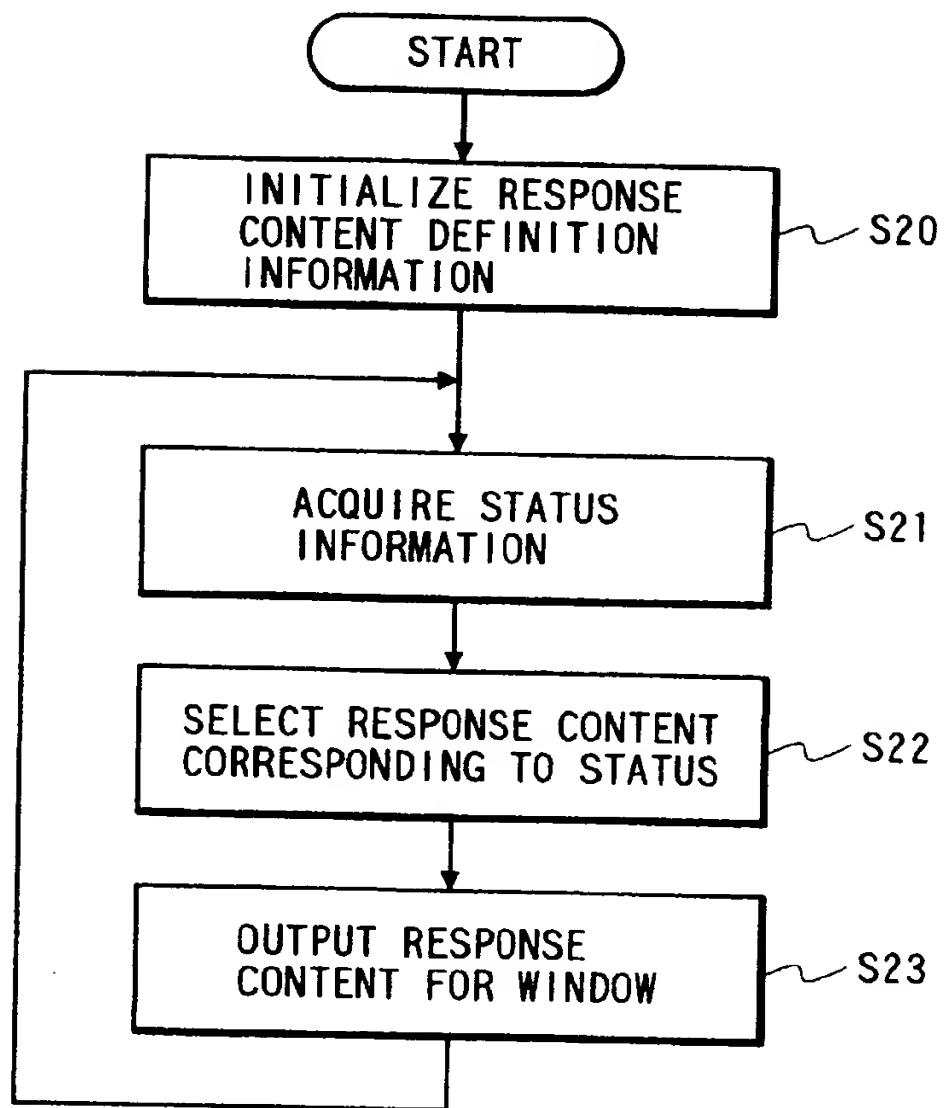 START
INITIALIZE RESPONSE
CONTENT DEFINITION
INFORMATION
S20
ACQUIRE STATUS
INFORMATION
S21
SELECT RESPONSE CONTENT
CORRESPONDING TO STATUS
S22
OUTPUT RESPONSE
CONTENT FOR WINDOW
S23